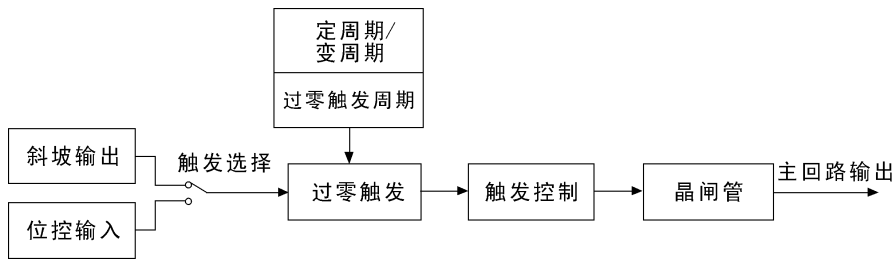 定周期/
变周期
过零触发周期
斜坡输出
触发选择
位控输入
过零触发
触发控制
晶闸管
主回路输出